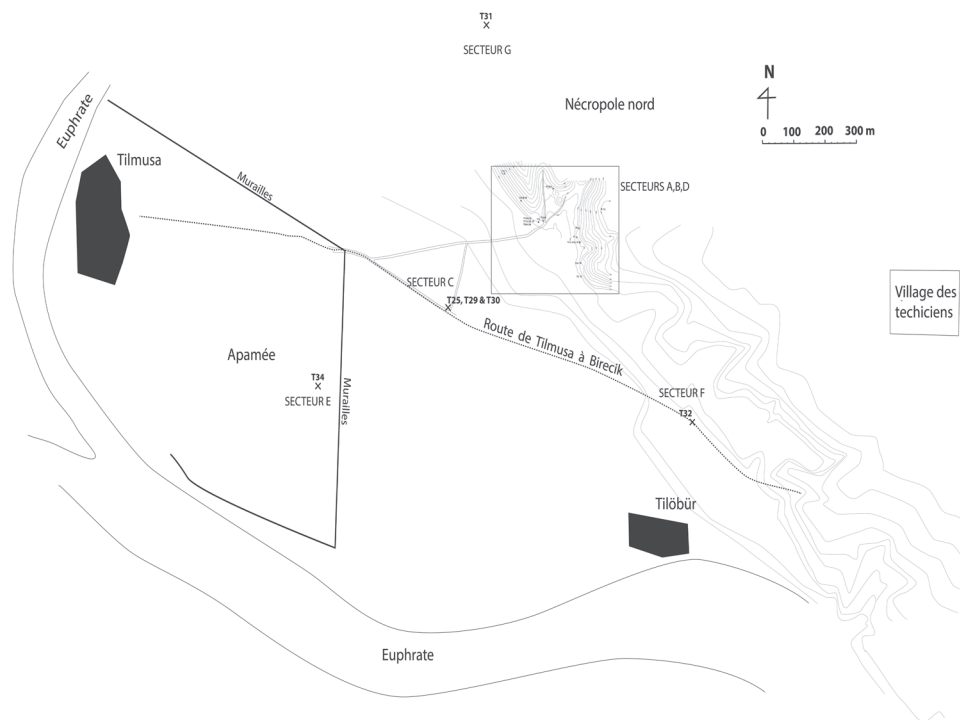 T31
SECTEUR G
N
Nécropole nord
0 100 200 300 m
Euphrate
Tilmusa
Murailles
SECTEURS A,B,D
SECTEUR C
T25, T29 & T30
Village des
techiciens
Route de Tilmusa à Birecik
Apamée
T34
SECTEUR E
Murailles
SECTEUR F
T32
Tilöbür
Euphrate